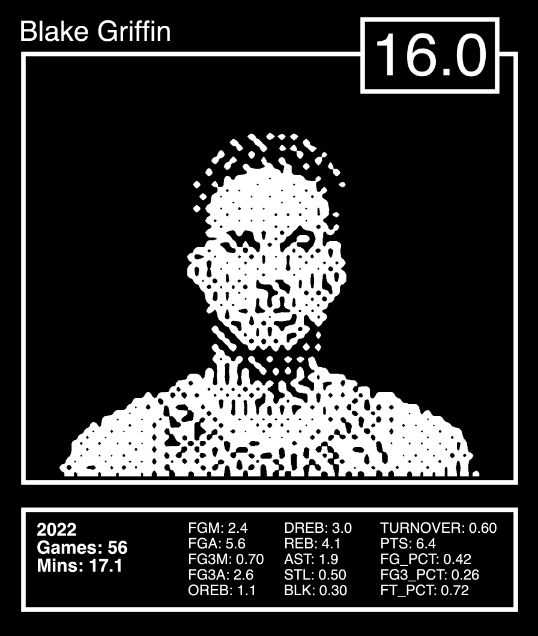 Blake Griffin
16.0
2022
Games: 56
Mins: 17.1
FGM: 2.4
FGA: 5.6
FG3M: 0.70
FG3A: 2.6
OREB: 1.1
DREB: 3.0
REB: 4.1
AST: 1.9
STL: 0.50
BLK: 0.30
TURNOVER: 0.60
PTS: 6.4
FG_PCT: 0.42
FG3_PCT: 0.26
FT_PCT: 0.72